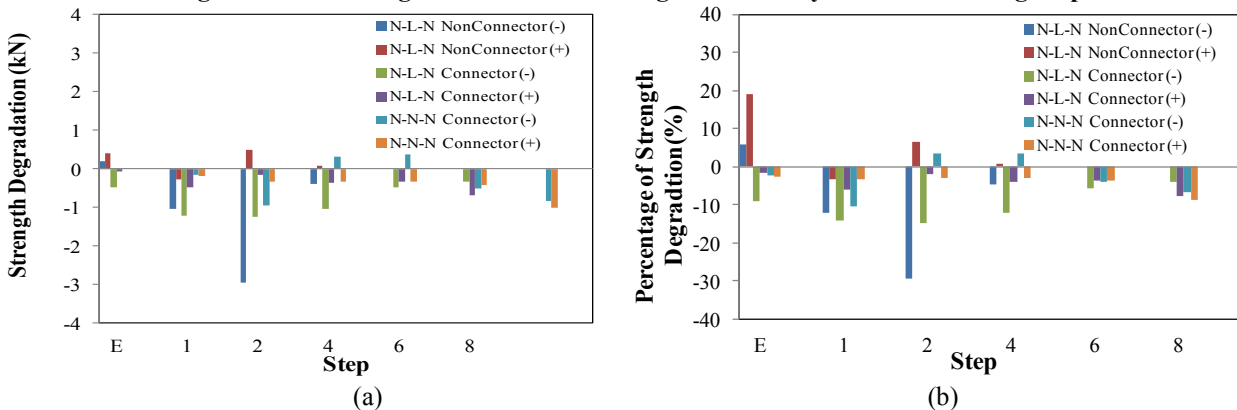 Strength Degradation (kN)
4
3
2
1
0
-1
-2
-3
-4
N-L-N NonConnector (-)
N-L-N NonConnector (+)
N-L-N Connector (-)
N-L-N Connector (+)
N-N-N Connector (-)
N-N-N Connector (+)
E 1 2 4 6 8
Step
(a)
Percentage of Strength
Degradtion (%)
40
30
20
10
0
-10
-20
-30
-40
N-L-N NonConnector (-)
N-L-N NonConnector (+)
N-L-N Connector (-)
N-L-N Connector (+)
N-N-N Connector (-)
N-N-N Connector (+)
E 1 2 4 6 8
Step
(b)